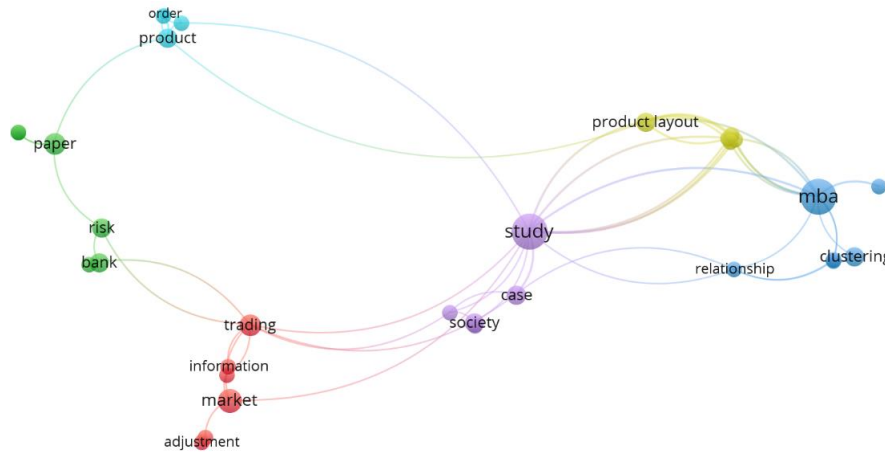 order
product
product layout
paper
mba
risk
study
bank
clustering
relationship
case
trading
society
information
market
adjustment